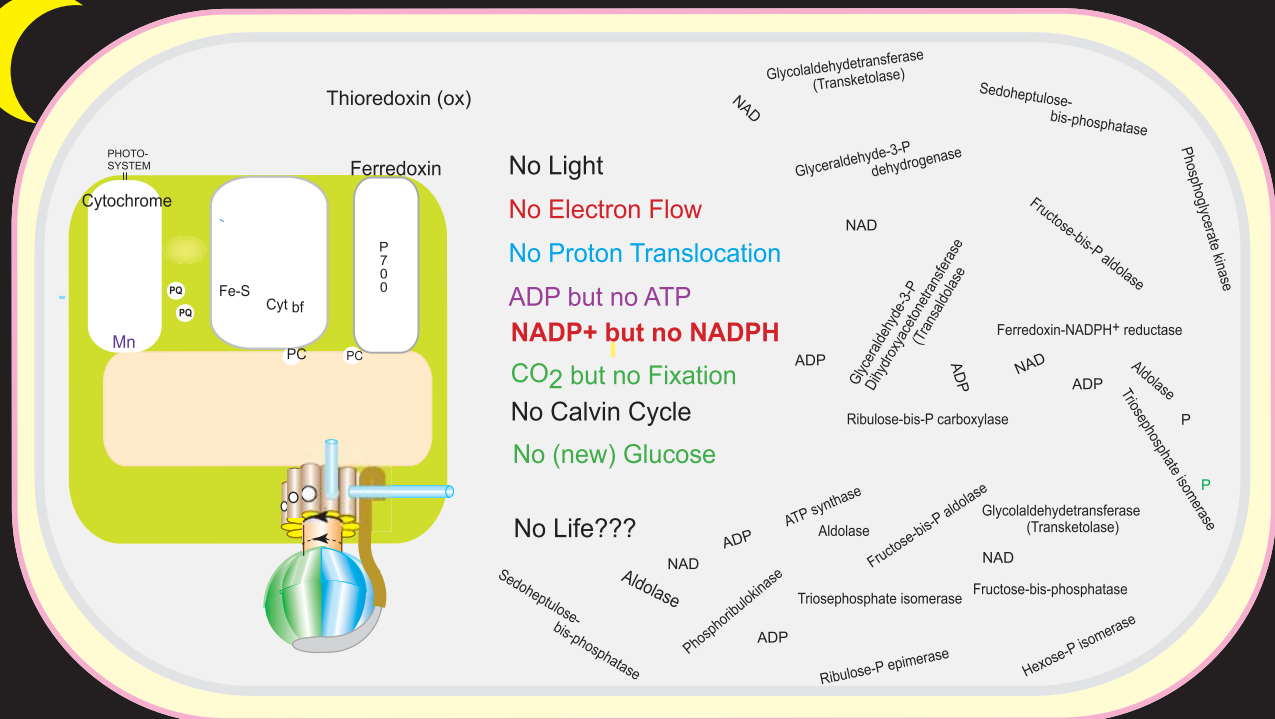 Thioredoxin (ox)
PHOTO-
SYSTEM
II
Cytochrome
Ferredoxin
P
7
0
0
PQ
PQ
Fe-S
Cyt bf
Mn
PC
PC
No Light
No Electron Flow
No Proton Translocation
ADP but no ATP
NADP+ but no NADPH
CO2 but no Fixation
No Calvin Cycle
No (new) Glucose
No Life???
Glycolaldehydetransferase
(Transketolase)
NAD
Sedoheptulose-
bis-phosphatase
Glyceraldehyde-3-P
dehydrogenase
Phosphoglycerate kinase
NAD
Fructose-bis-P aldolase
Glyceraldehyde-3-P
Dihydroxyacetonetransferase
(Transaldolase)
Ferredoxin-NADPH+ reductase
ADP
ADP
NAD
ADP
Aldolase
Triosephosphate isomerase
P
Ribulose-bis-P carboxylase
P
ATP synthase
Aldolase
Fructose-bis-P aldolase
Glycolaldehydetransferase
(Transketolase)
ADP
NAD
NAD
Aldolase
Sedoheptulose-
bis-phosphatase
Phosphoribulokinase
Triosephosphate isomerase
Fructose-bis-phosphatase
ADP
Ribulose-P epimerase
Hexose-P isomerase